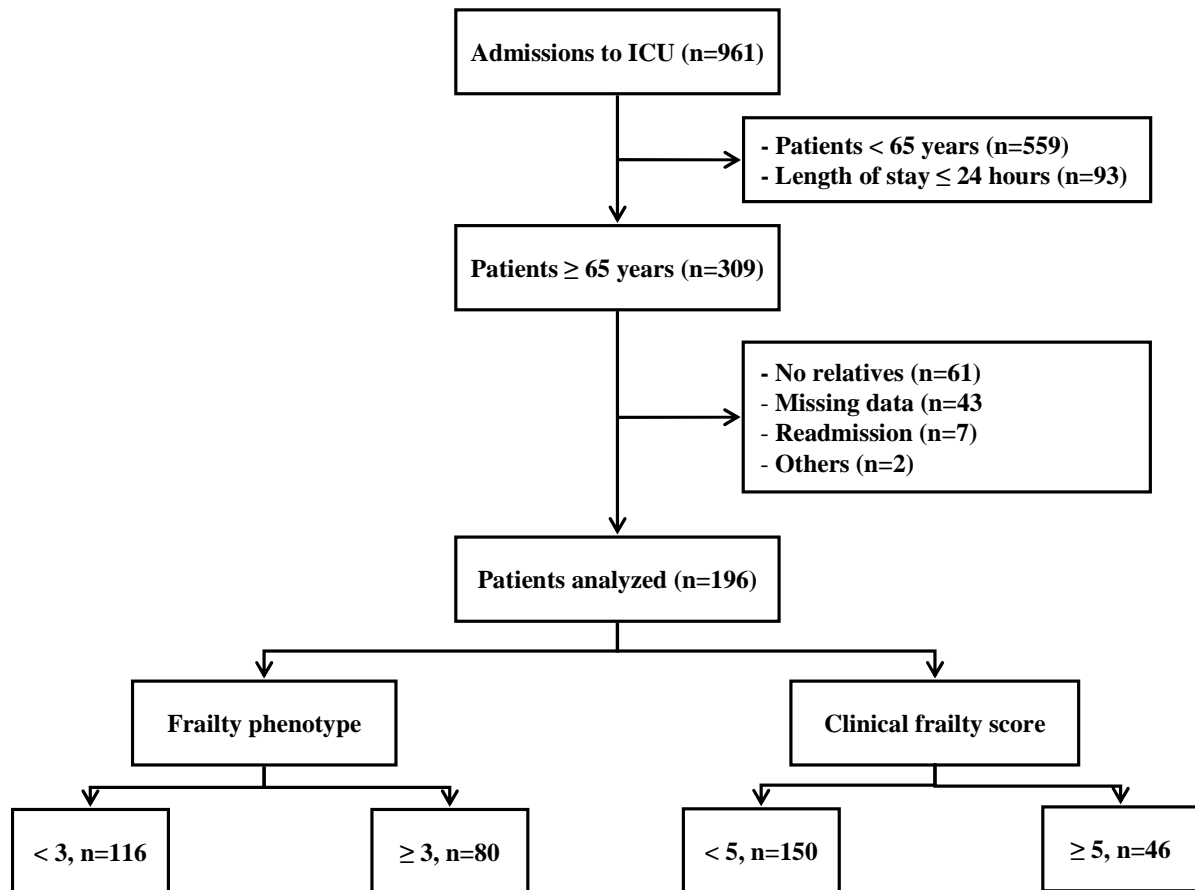 Admissions to ICU (n=961)
- Patients < 65 years (n=559)
- Length of stay ≤ 24 hours (n=93)
Patients ≥ 65 years (n=309)
- No relatives (n=61)
- Missing data (n=43
- Readmission (n=7)
- Others (n=2)
Patients analyzed (n=196)
Frailty phenotype
Clinical frailty score
< 3, n=116
≥ 3, n=80
< 5, n=150
≥ 5, n=46